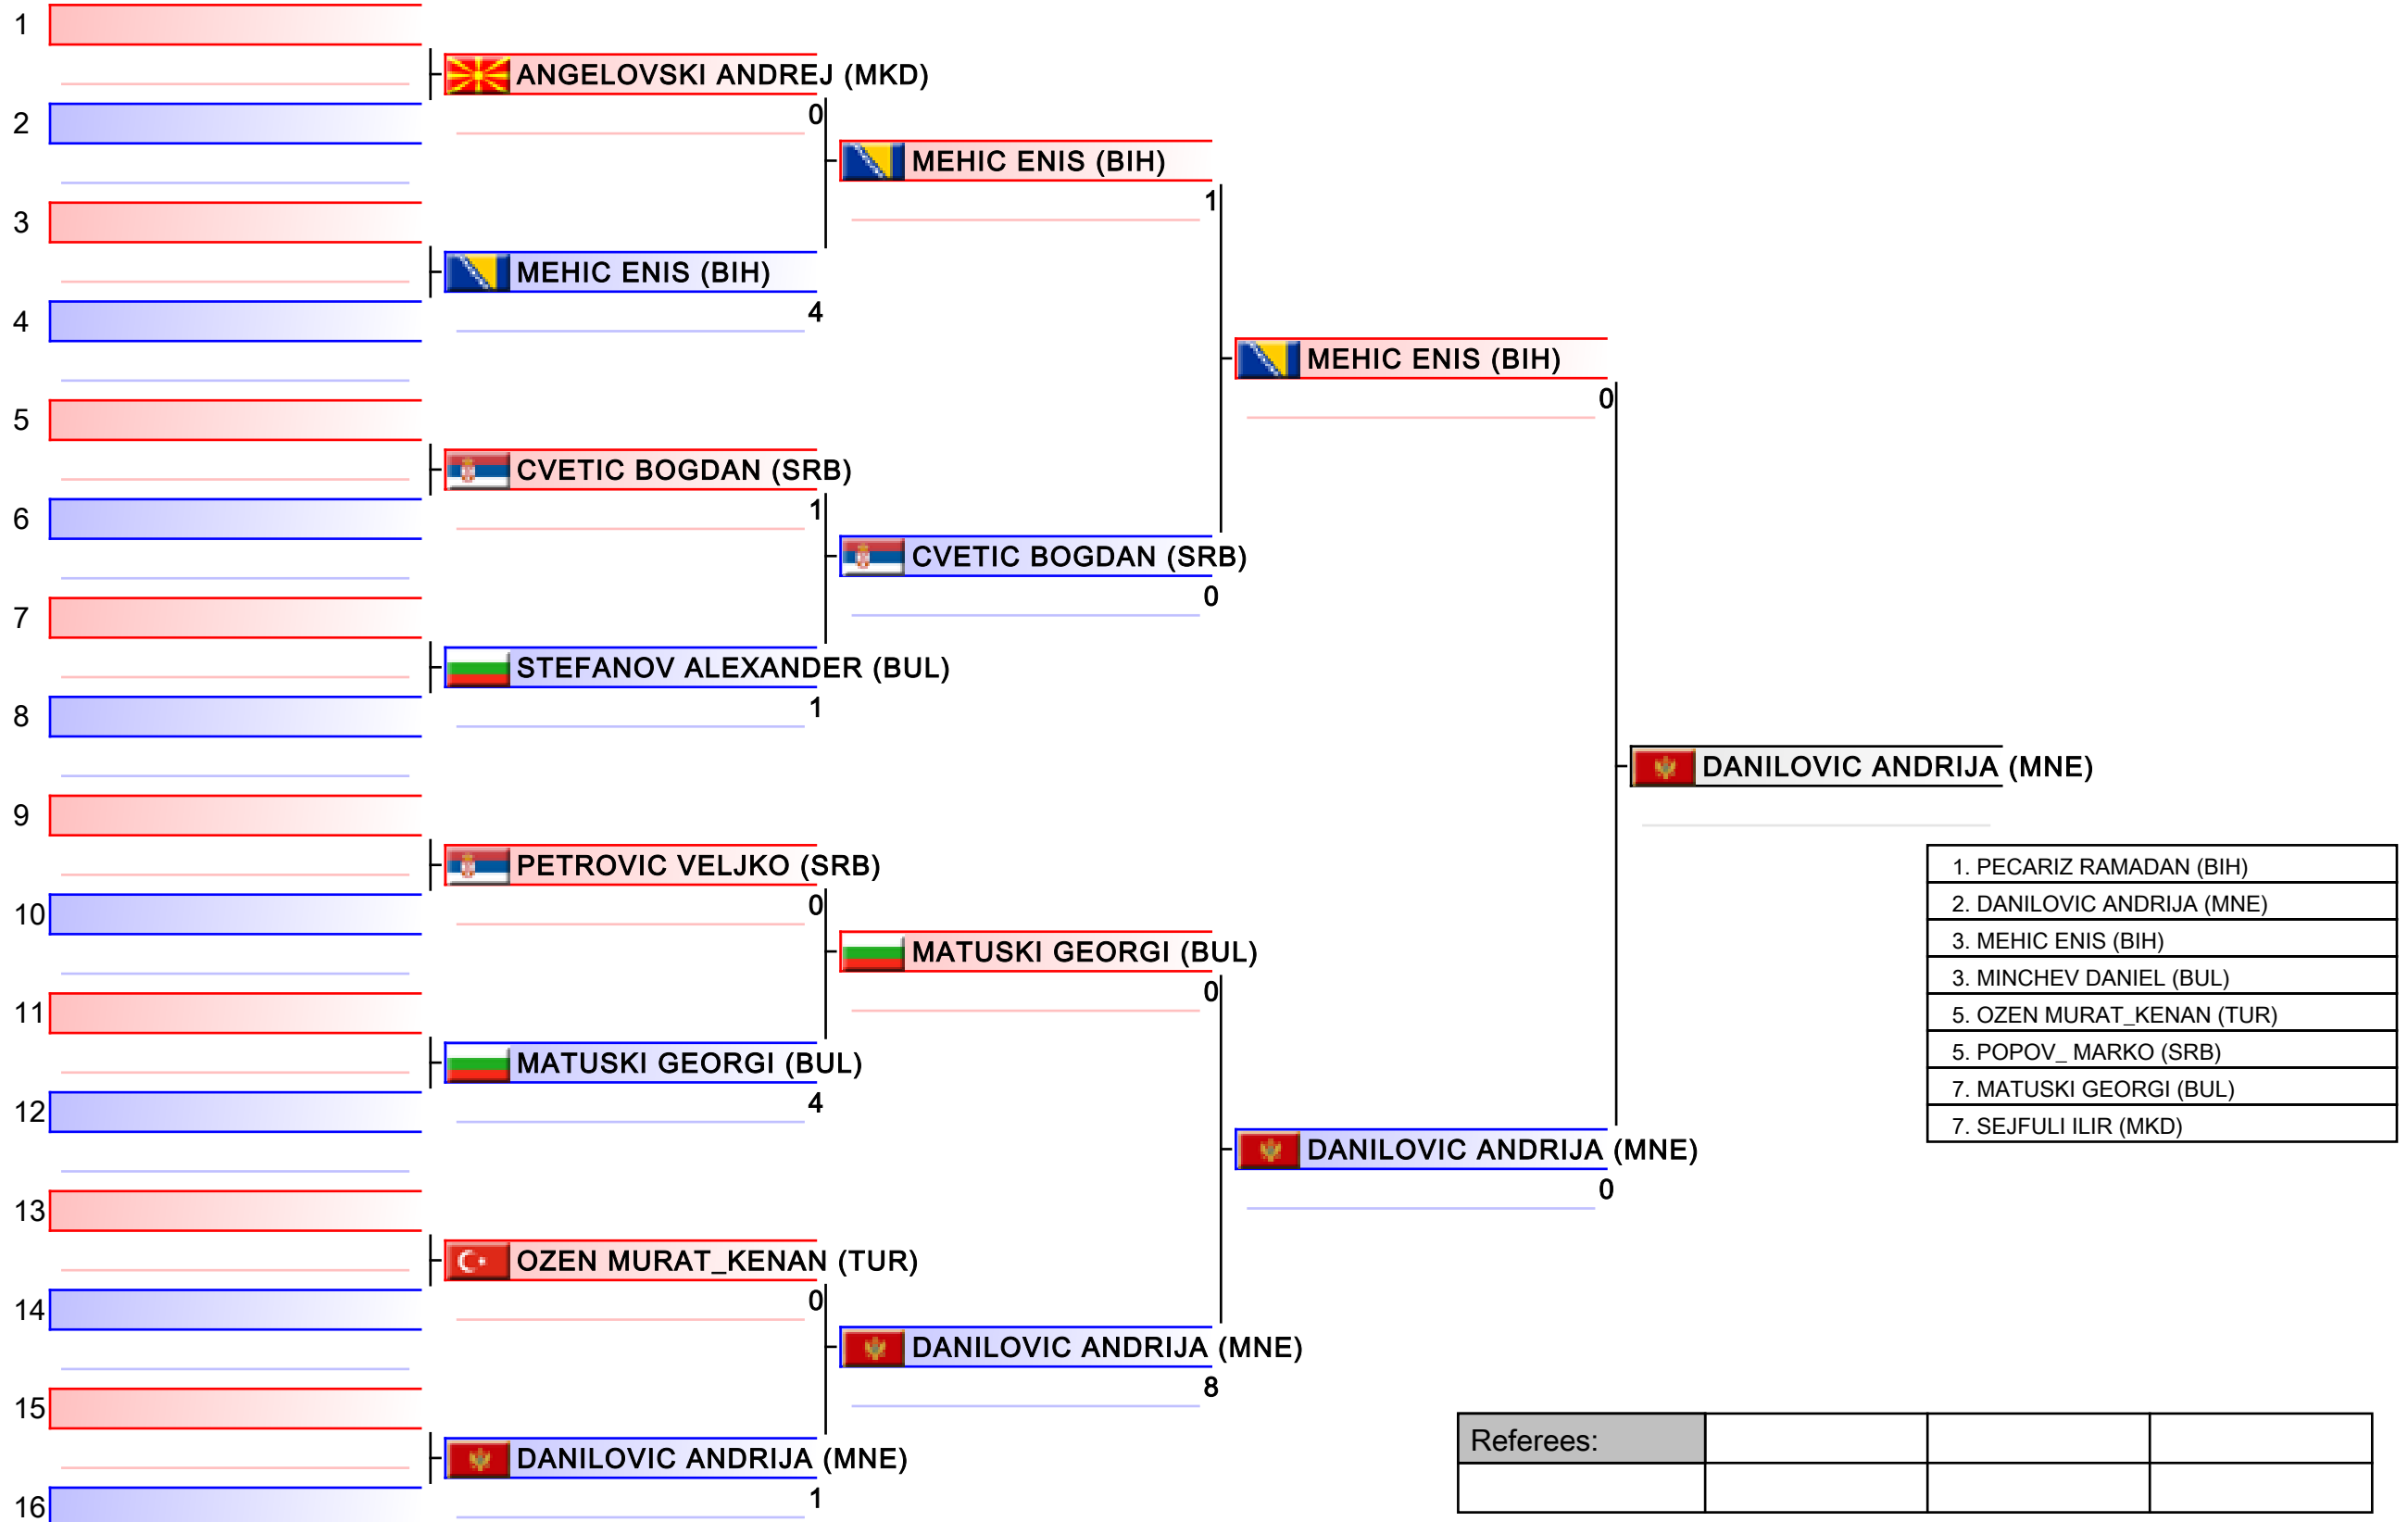 1
ANGELOVSKI ANDREJ (MKD)
0
2
MEHIC ENIS (BIH)
1
3
MEHIC ENIS (BIH)
4
4
MEHIC ENIS (BIH)
0
5
CVETIC BOGDAN (SRB)
1
6
CVETIC BOGDAN (SRB)
0
7
STEFANOV ALEXANDER (BUL)
1
8
DANILOVIC ANDRIJA (MNE)
9
PETROVIC VELJKO (SRB)
0
10
MATUSKI GEORGI (BUL)
0
11
MATUSKI GEORGI (BUL)
4
12
DANILOVIC ANDRIJA (MNE)
0
13
OZEN MURAT_KENAN (TUR)
0
14
DANILOVIC ANDRIJA (MNE)
8
15
DANILOVIC ANDRIJA (MNE)
1
16
1. PECARIZ RAMADAN (BIH)
2. DANILOVIC ANDRIJA (MNE)
3. MEHIC ENIS (BIH)
3. MINCHEV DANIEL (BUL)
5. OZEN MURAT_KENAN (TUR)
5. POPOV_ MARKO (SRB)
7. MATUSKI GEORGI (BUL)
7. SEJFULI ILIR (MKD)
Referees: